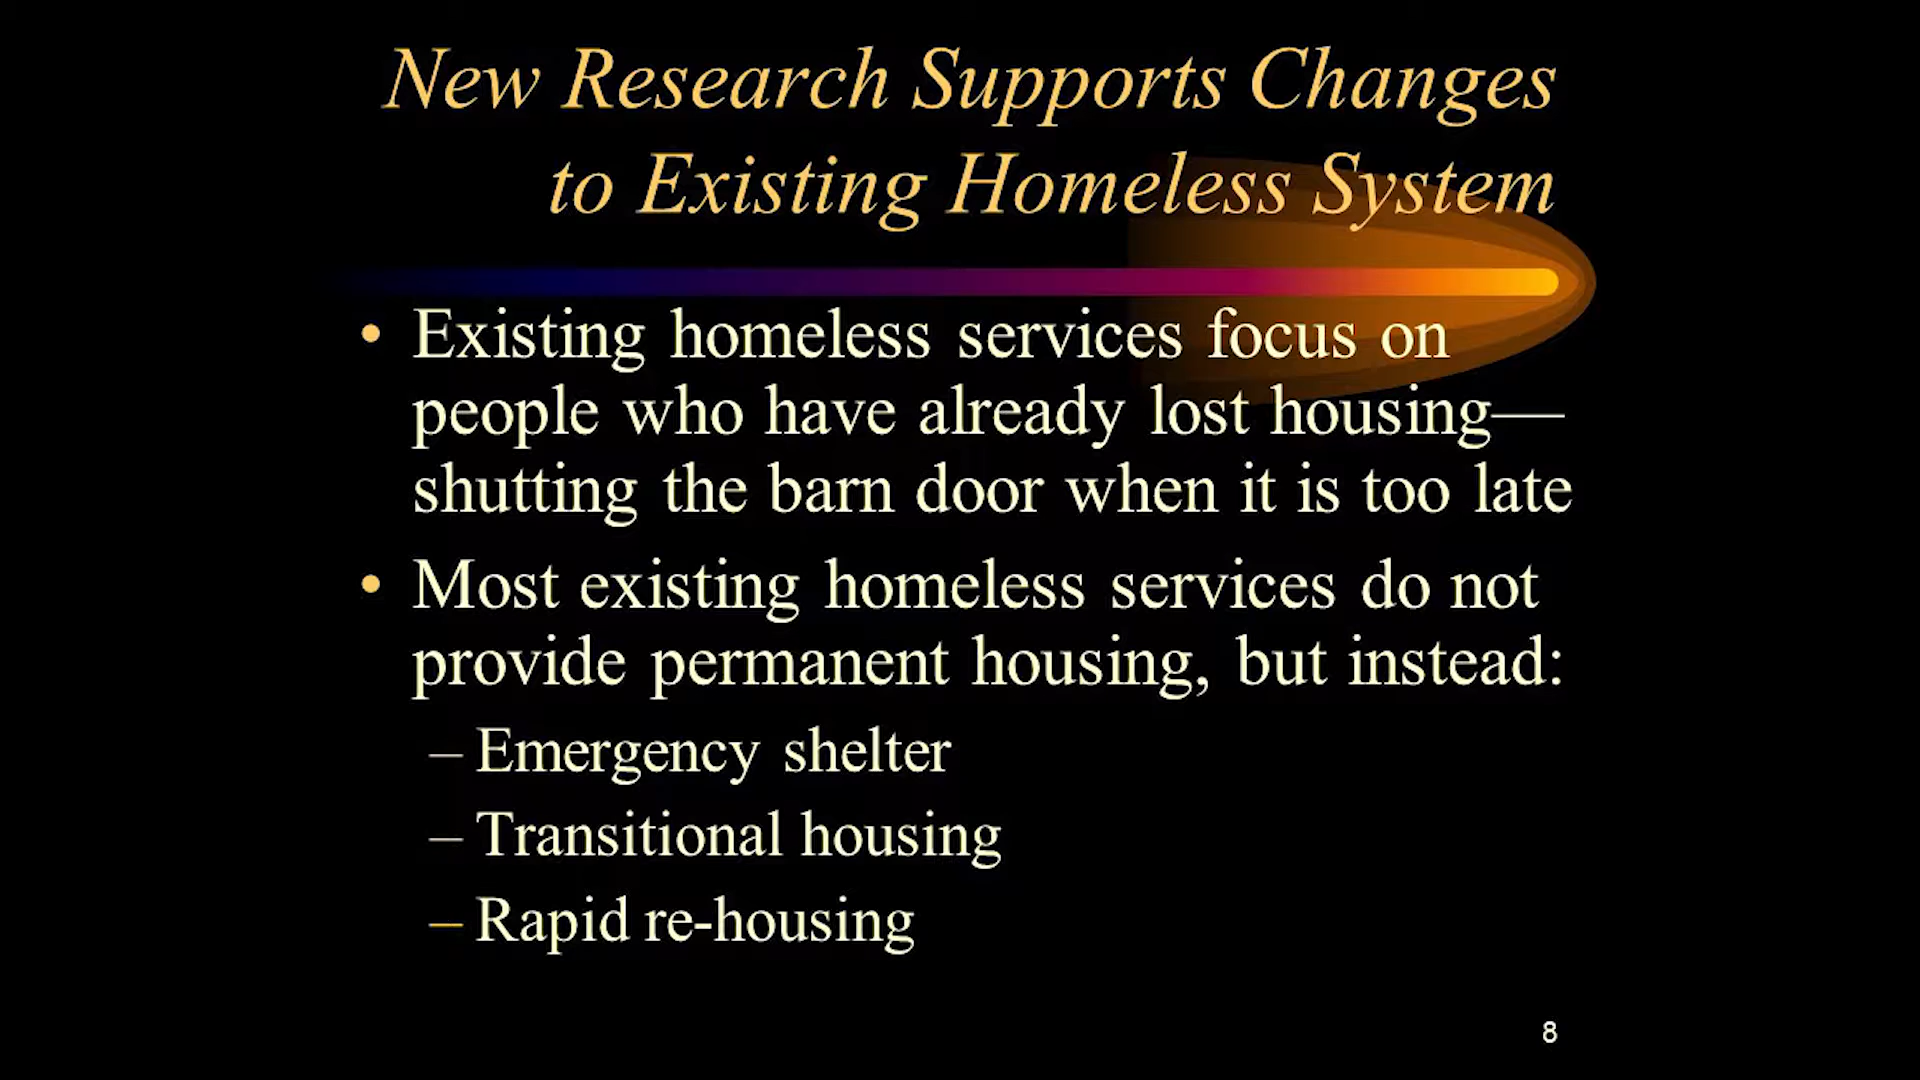 New Research Supports Changes
to Existing Homeless System
• Existing homeless services focus on
people who have already lost housing—
shutting the barn door when it is too late
• Most existing homeless services do not
provide permanent housing, but instead:
– Emergency shelter
– Transitional housing
– Rapid re-housing
8